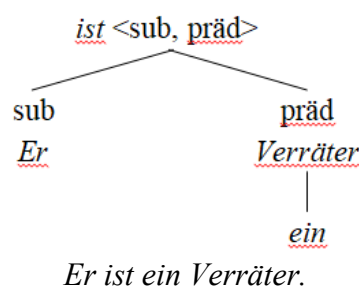 ist <sub, präd>
sub präd
Er Verräter
ein
Er ist ein Verräter.